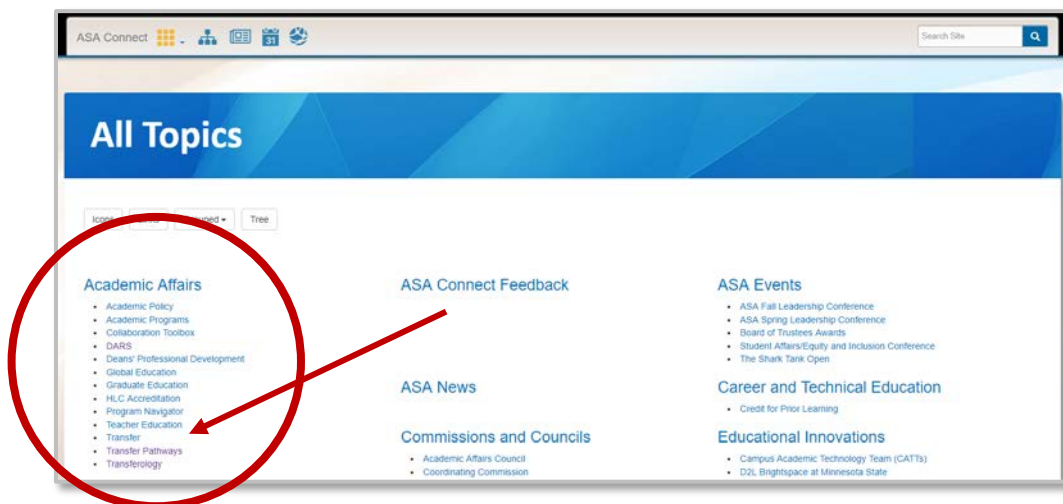 ASA Connect
31
Search Site
All Topics
Tree
Academic Affairs
Academic Policy
Academic Programs
Collaboration Toolbox
DARS
Deans' Professional Development
Global Education
Graduate Education
HLC Accreditation
Program Navigator
Teacher Education
Transfer
Transfer Pathways
Transferology
ASA Connect Feedback
ASA News
Commissions and Councils
Academic Affairs Council
Coordinating Commission
ASA Events
ASA Fall Leadership Conference
ASA Spring Leadership Conference
Board of Trustees Awards
Student Affairs/Equity and Inclusion Conference
The Shark Tank Open
Career and Technical Education
Credit for Prior Learning
Educational Innovations
Campus Academic Technology Team (CATTs)
D2L Brightspace at Minnesota State